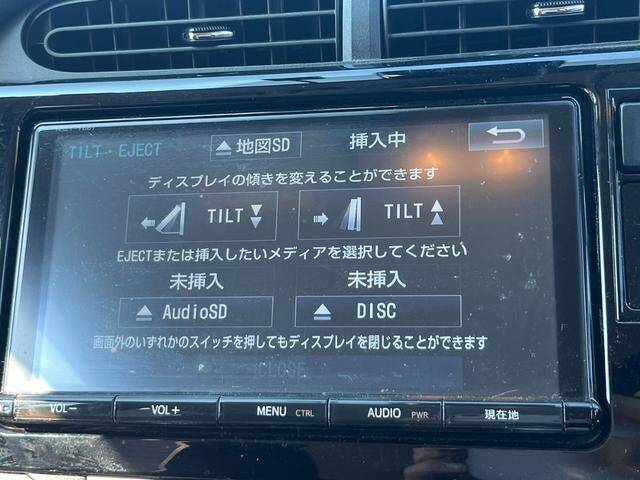 TILT・EJECT
▲地図SD 挿入中
ディスプレイの傾きを変えることができます
TILT
TILT
EJECTまたは挿入したいメディアを選択してください
未挿入 未挿入
AudioSD
DISC
画面外のいずれかのスイッチを押してもディスプレイを閉じることができます
CLOSE
VOL− VOL+ MENU CTRL AUDIO PWR 現在地